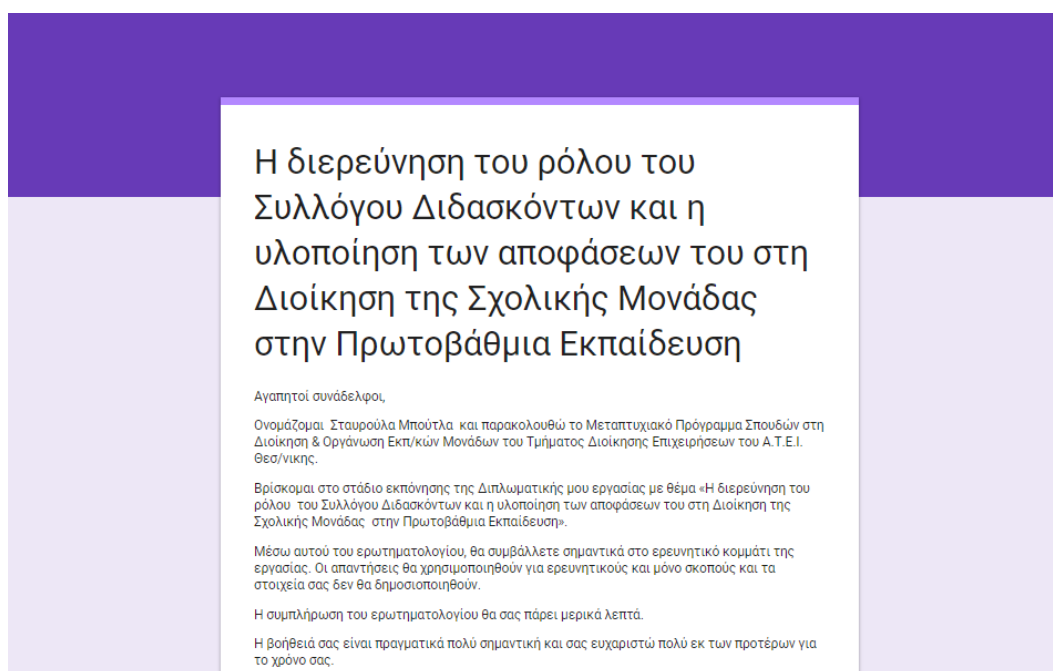 Η διερεύνηση του ρόλου του
Συλλόγου Διδασκόντων και η
υλοποίηση των αποφάσεων του στη
Διοίκηση της Σχολικής Μονάδας
στην Πρωτοβάθμια Εκπαίδευση
Αγαπητοί συνάδελφοι,
Ονομάζομαι Σταυρούλα Μπούτλα και παρακολουθώ το Μεταπτυχιακό Πρόγραμμα Σπουδών στη
Διοίκηση & Οργάνωση Εκπ/κών Μονάδων του Τμήματος Διοίκησης Επιχειρήσεων του Α.Τ.Ε.Ι.
Θεσ/νικης.
Βρίσκομαι στο στάδιο εκπόνησης της Διπλωματικής μου εργασίας με θέμα «Η διερεύνηση του
ρόλου του Συλλόγου Διδασκόντων και η υλοποίηση των αποφάσεων του στη Διοίκηση της
Σχολικής Μονάδας στην Πρωτοβάθμια Εκπαίδευση».
Μέσω αυτού του ερωτηματολογίου, θα συμβάλλετε σημαντικά στο ερευνητικό κομμάτι της
εργασίας. Οι απαντήσεις θα χρησιμοποιηθούν για ερευνητικούς και μόνο σκοπούς και τα
στοιχεία σας δεν θα δημοσιοποιηθούν.
Η συμπλήρωση του ερωτηματολογίου θα σας πάρει μερικά λεπτά.
Η βοήθειά σας είναι πραγματικά πολύ σημαντική και σας ευχαριστώ πολύ εκ των προτέρων για
το χρόνο σας.